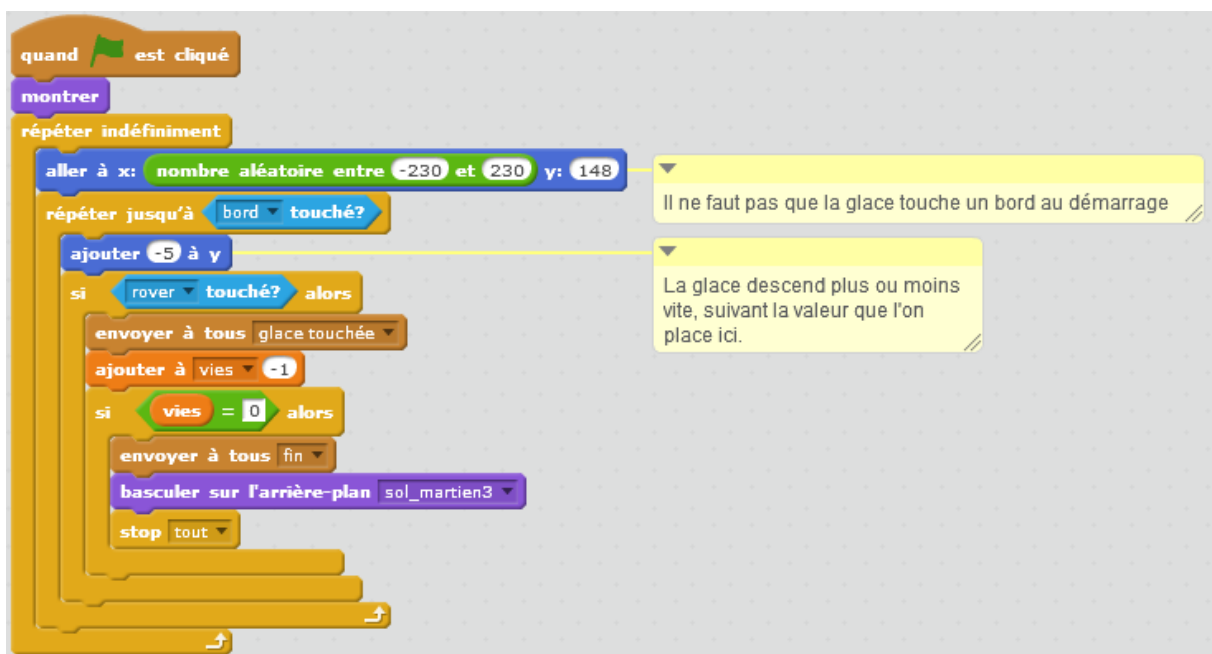 quand est cliqué
montrer
répéter indéfiniment
aller à x: nombre aléatoire entre -230 et 230 y: 148
Il ne faut pas que la glace touche un bord au démarrage
répéter jusqu'à bord touché?
ajouter -5 à y
La glace descend plus ou moins
vite, suivant la valeur que l'on
place ici.
si rover touché? alors
envoyer à tous glace touchée
ajouter à vies -1
si vies = 0 alors
envoyer à tous fin
basculer sur l'arrière-plan sol_martien3
stop tout